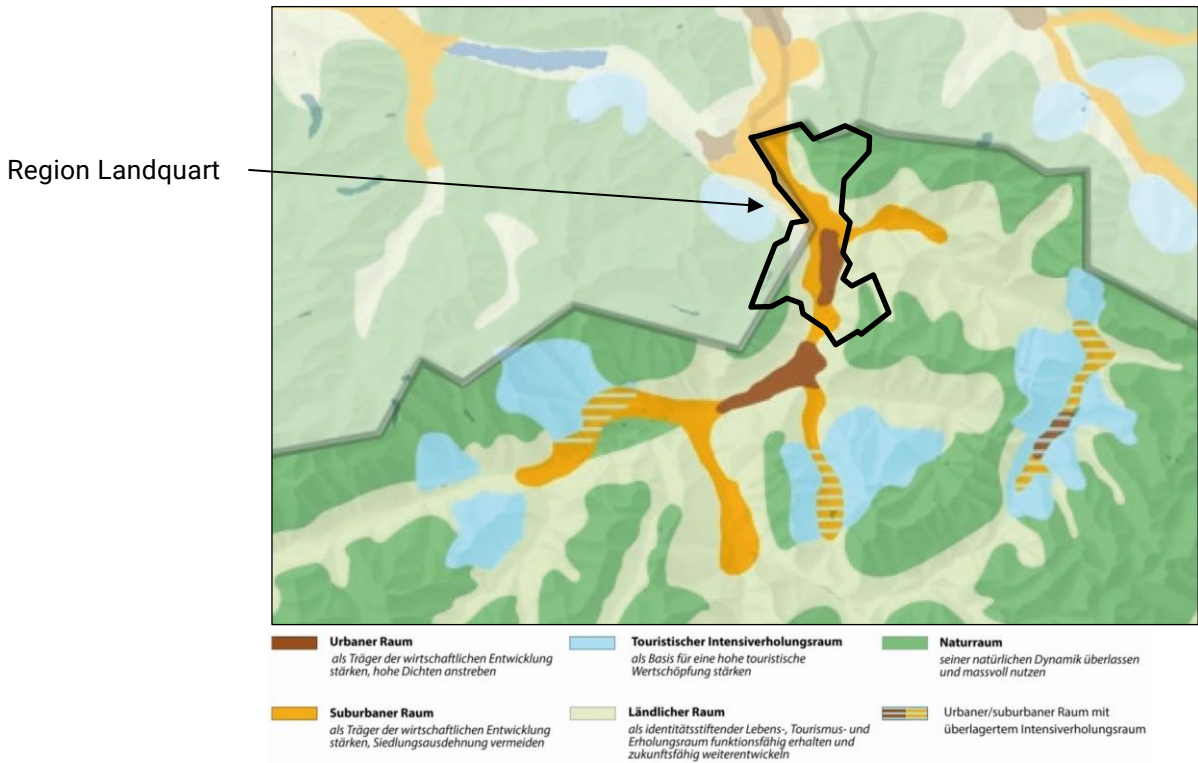 Region Landquart
Urbaner Raum
als Träger der wirtschaftlichen Entwicklung
stärken, hohe Dichten anstreben
Touristischer Intensiverholungsraum
als Basis für eine hohe touristische
Wertschöpfung stärken
Naturraum
seiner natürlichen Dynamik überlassen
und massvoll nutzen
Suburbaner Raum
als Träger der wirtschaftlichen Entwicklung
stärken, Siedlungsausdehnung vermeiden
Ländlicher Raum
als identitätsstiftender Lebens-, Tourismus- und
Erholungsraum funktionsfähig erhalten und
zukunftsfähig weiterentwickeln
Urbaner/suburbaner Raum mit
überlagertem Intensiverholungsraum